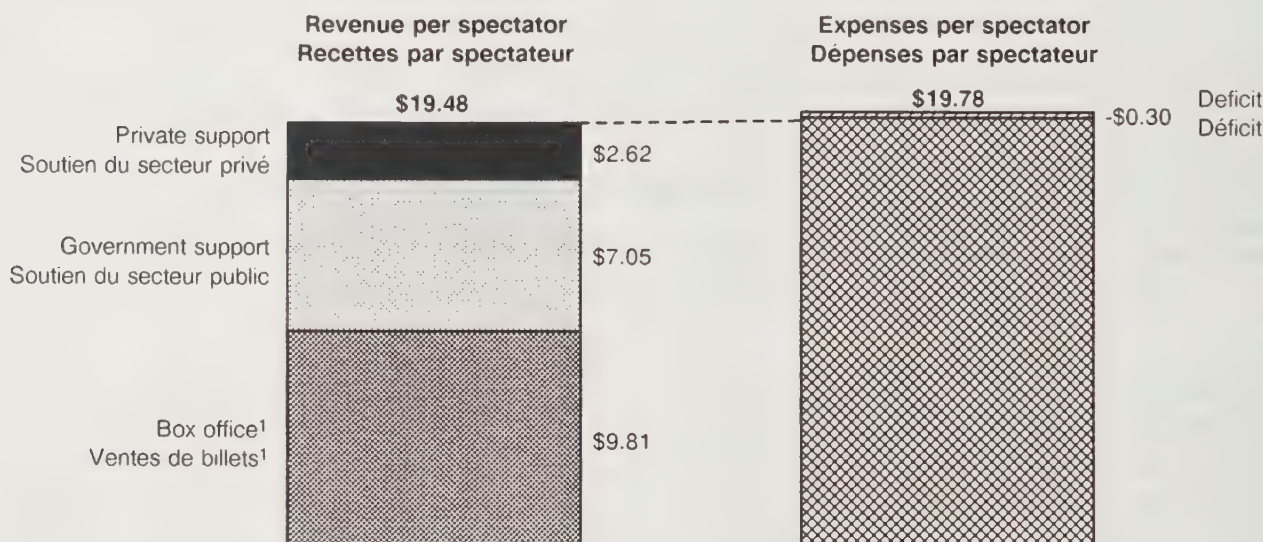 Revenue per spectator
Recettes par spectateur
Expenses per spectator
Dépenses par spectateur
$19.48
$19.78
-$0.30
Deficit
Déficit
Private support
Soutien du secteur privé
$2.62
Government support
Soutien du secteur public
$7.05
Box office¹
Ventes de billets¹
$9.81